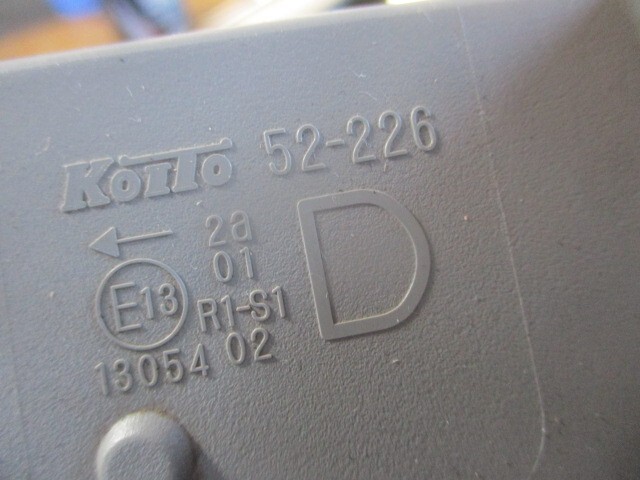 KOITO 52-226
← 2a
01
E13 R1-S1
13054 02
D